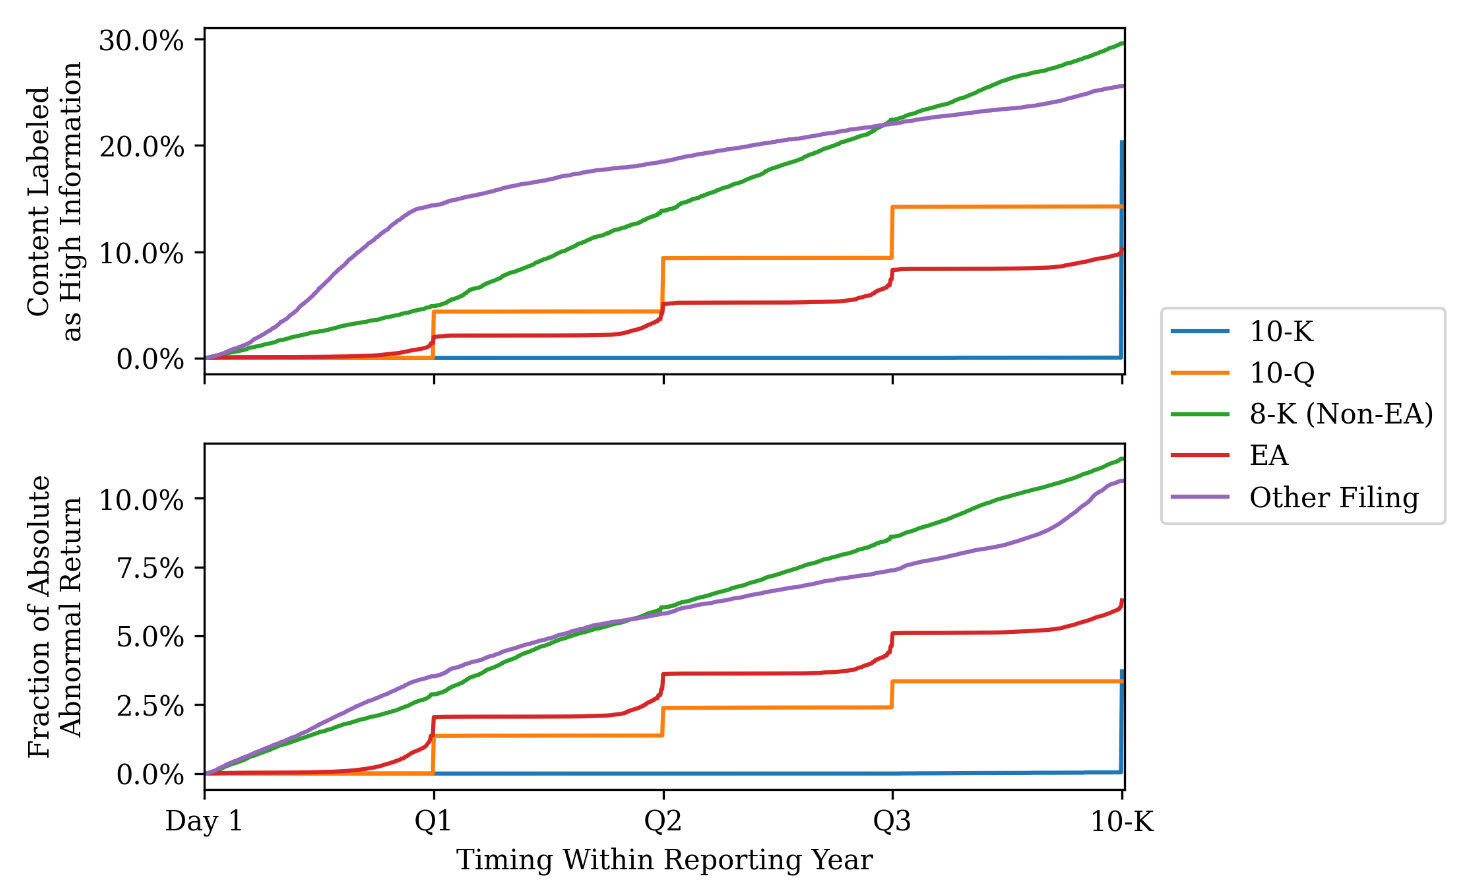 Content Labeled
as High Information
30.0%
20.0%
10.0%
0.0%
Fraction of Absolute
Abnormal Return
10.0%
7.5%
5.0%
2.5%
0.0%
Day 1
Q1
Q2
Q3
10-K
Timing Within Reporting Year
10-K
10-Q
8-K (Non-EA)
EA
Other Filing